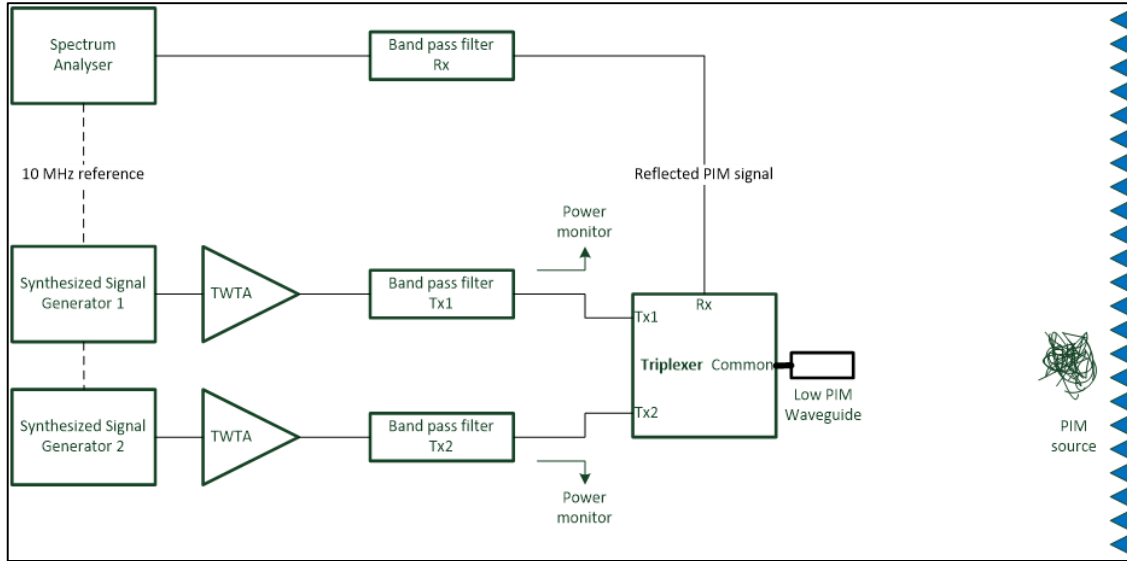 Spectrum
Analyser
Band pass filter
Rx
10 MHz reference
Reflected PIM signal
Power
monitor
Synthesized Signal
Generator 1
TWTA
Band pass filter
Tx1
Rx
Tx1
Triplexer Common
Tx2
Low PIM
Waveguide
PIM
source
Synthesized Signal
Generator 2
TWTA
Band pass filter
Tx2
Power
monitor